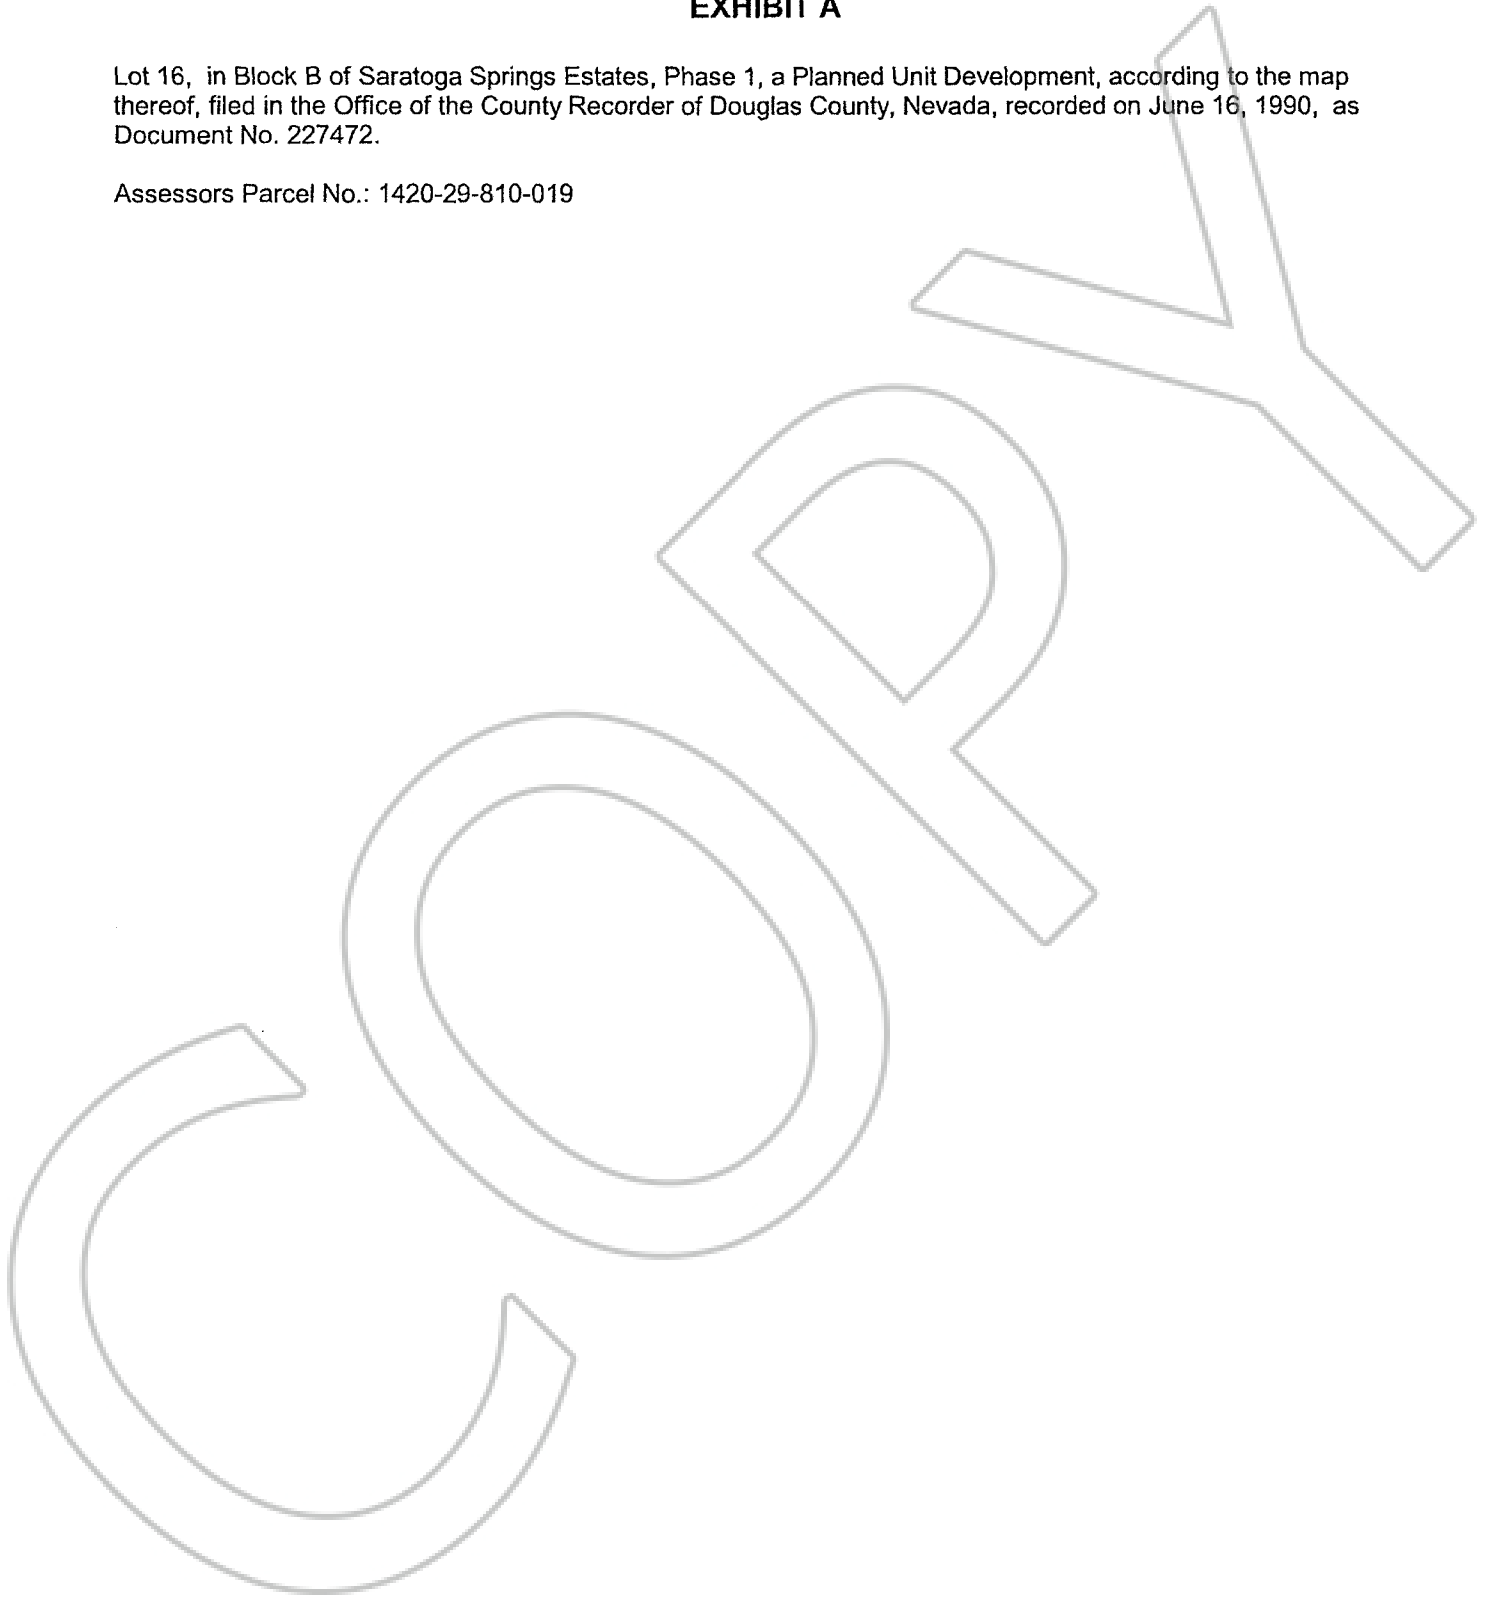 EXHIBIT A
Lot 16,  in Block B of Saratoga Springs Estates, Phase 1, a Planned Unit Development, according to the map
thereof, filed in the Office of the County Recorder of Douglas County, Nevada, recorded on June 16, 1990,  as
Document No. 227472.
Assessors Parcel No.: 1420-29-810-019
COPY